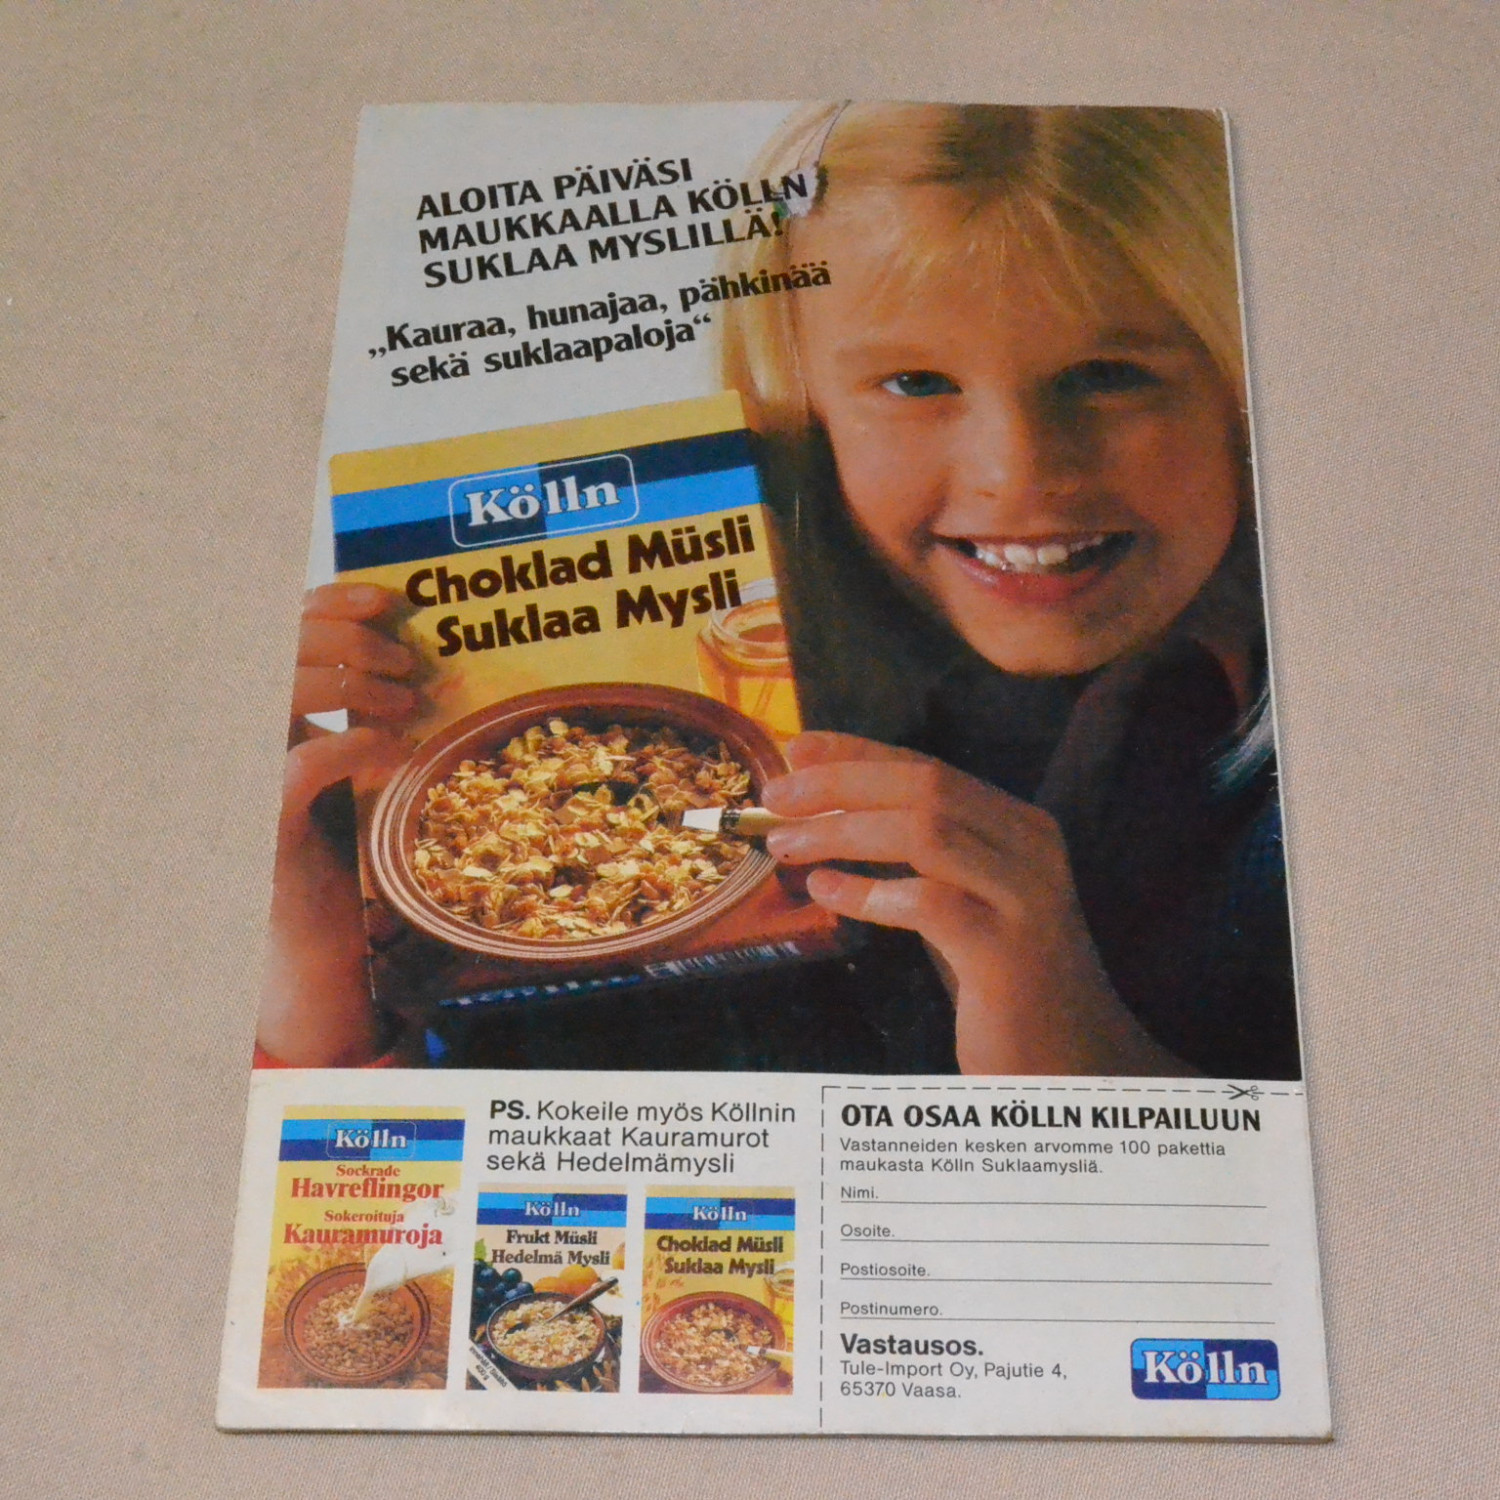 ALOITA PÄIVÄSI
MAUKKAALLA KÖLLN
SUKLAA MYSLILLÄ!
„Kauraa, hunajaa, pähkinää
sekä suklaapaloja“
Kölln
Choklad Müsli
Suklaa Mysli
PS. Kokeile myös Köllnin
maukkaat Kauramurot
sekä Hedelmämysli
Kölln
Sockrade
Havreflingor
Sokeroituja
Kauramuroja
Kölln
Frukt Müsli
Hedelmä Mysli
Kölln
Choklad Müsli
Suklaa Mysli
OTA OSAA KÖLLN KILPAILUUN
Vastanneiden kesken arvomme 100 pakettia
maukasta Kölln Suklaamysliä.
Nimi.
Osoite.
Postiosoite.
Postinumero.
Vastausos.
Tule-Import Oy, Pajutie 4,
65370 Vaasa.
Kölln